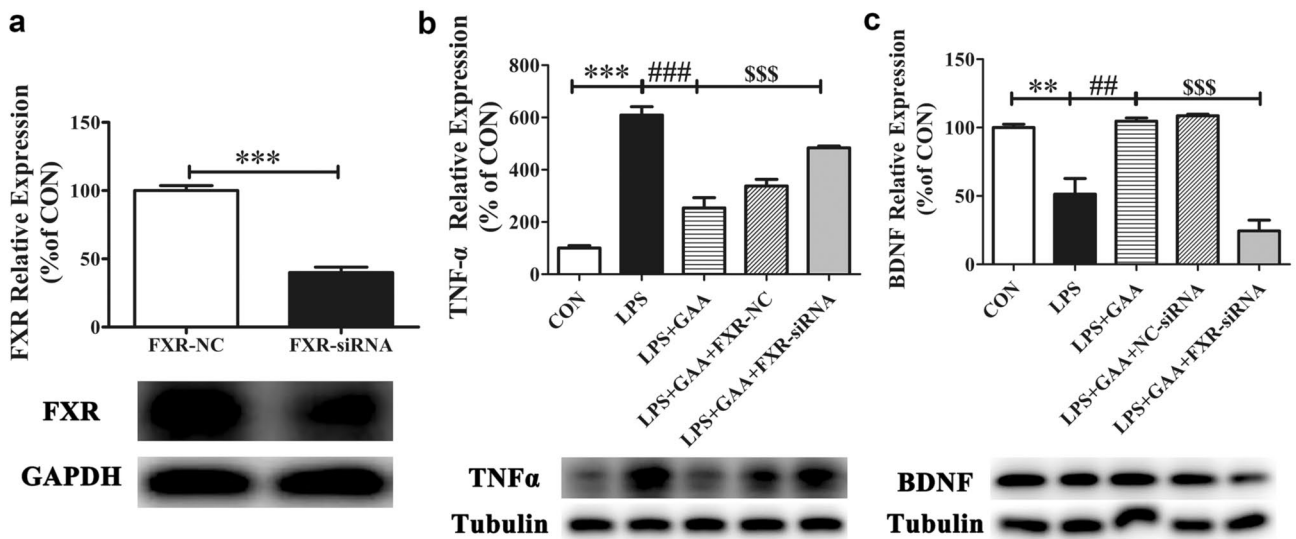 a
FXR Relative Expression
(%of CON)
150
100
50
0
***
FXR-NC
FXR-siRNA
FXR
GAPDH
b
TNF-α Relative Expression
(% of CON)
800
600
400
200
0
***
###
$$$
CON
LPS
LPS+GAA
LPS+GAA+FXR-NC
LPS+GAA+FXR-siRNA
TNFα
Tubulin
c
BDNF Relative Expression
(%of CON)
150
100
50
0
**
##
$$$
CON
LPS
LPS+GAA
LPS+GAA+NC-siRNA
LPS+GAA+FXR-siRNA
BDNF
Tubulin